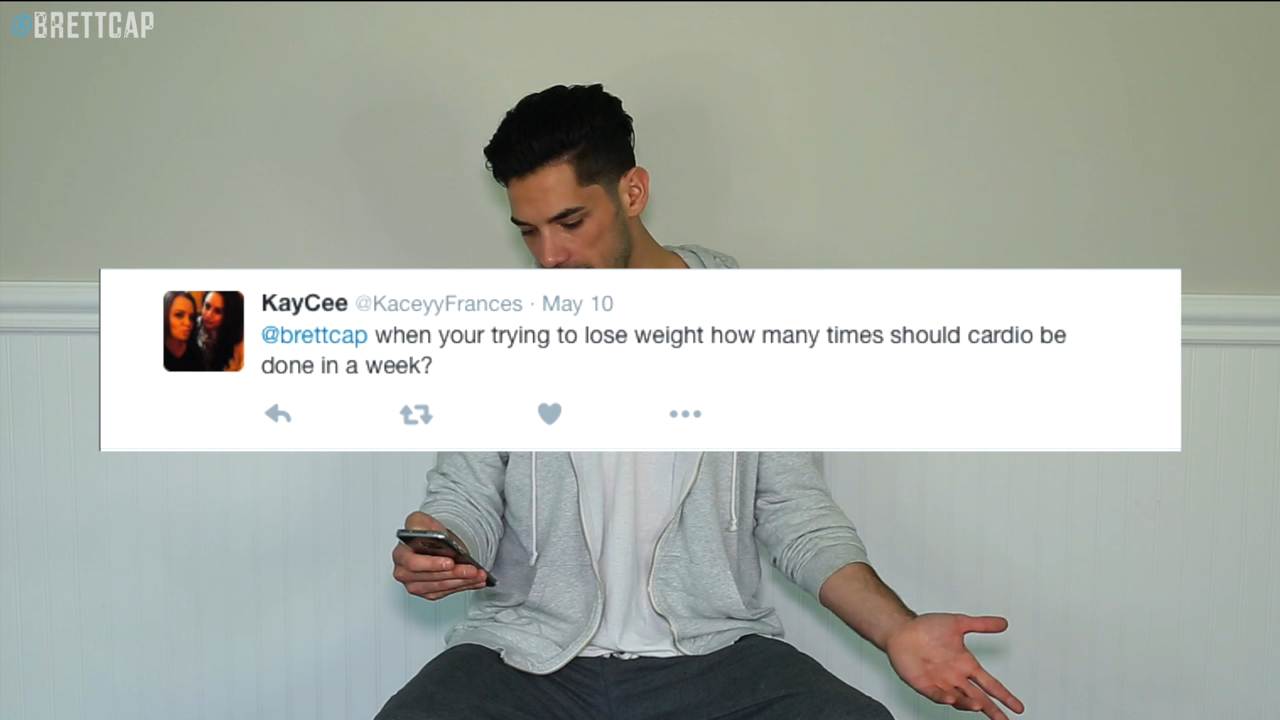 @BRETTCAP
KayCee @KaceyyFrances · May 10
@brettcap when your trying to lose weight how many times should cardio be
done in a week?